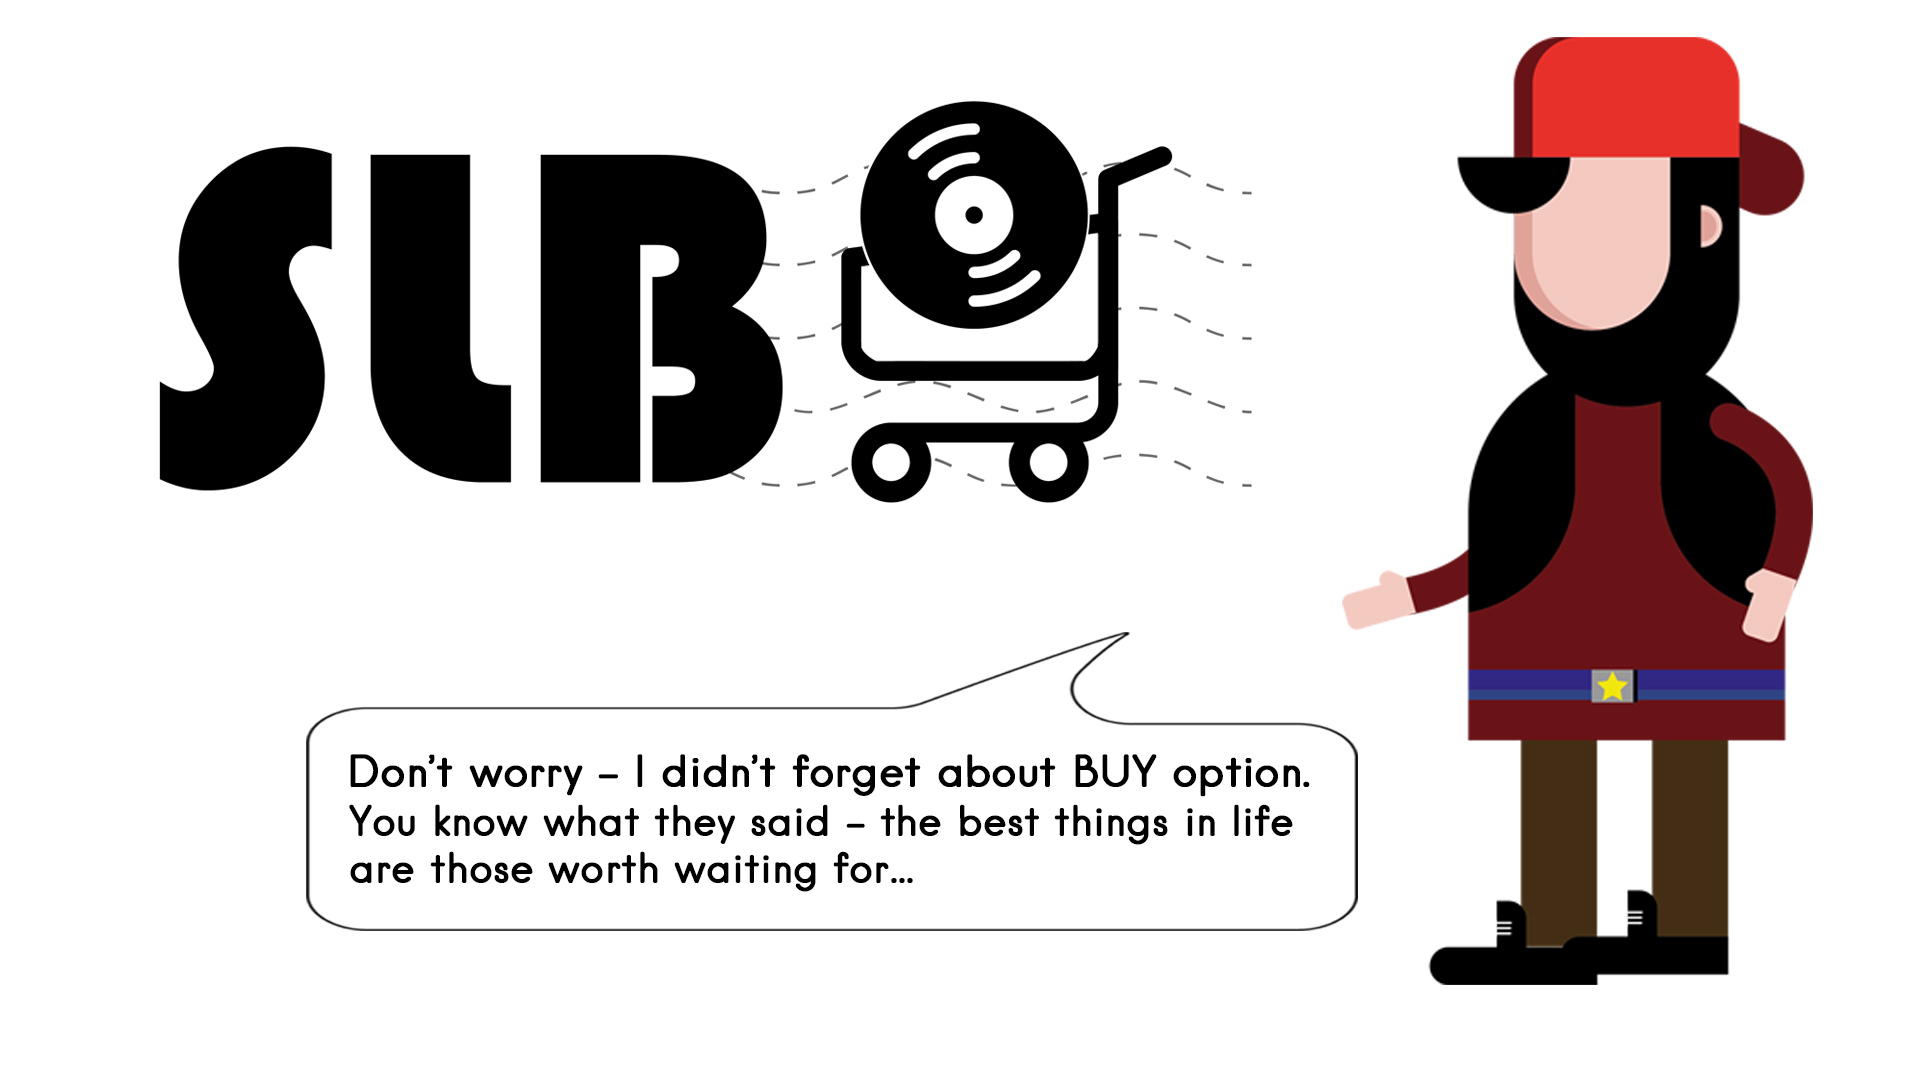 SLB
Don't worry – I didn't forget about BUY option.
You know what they said – the best things in life
are those worth waiting for...